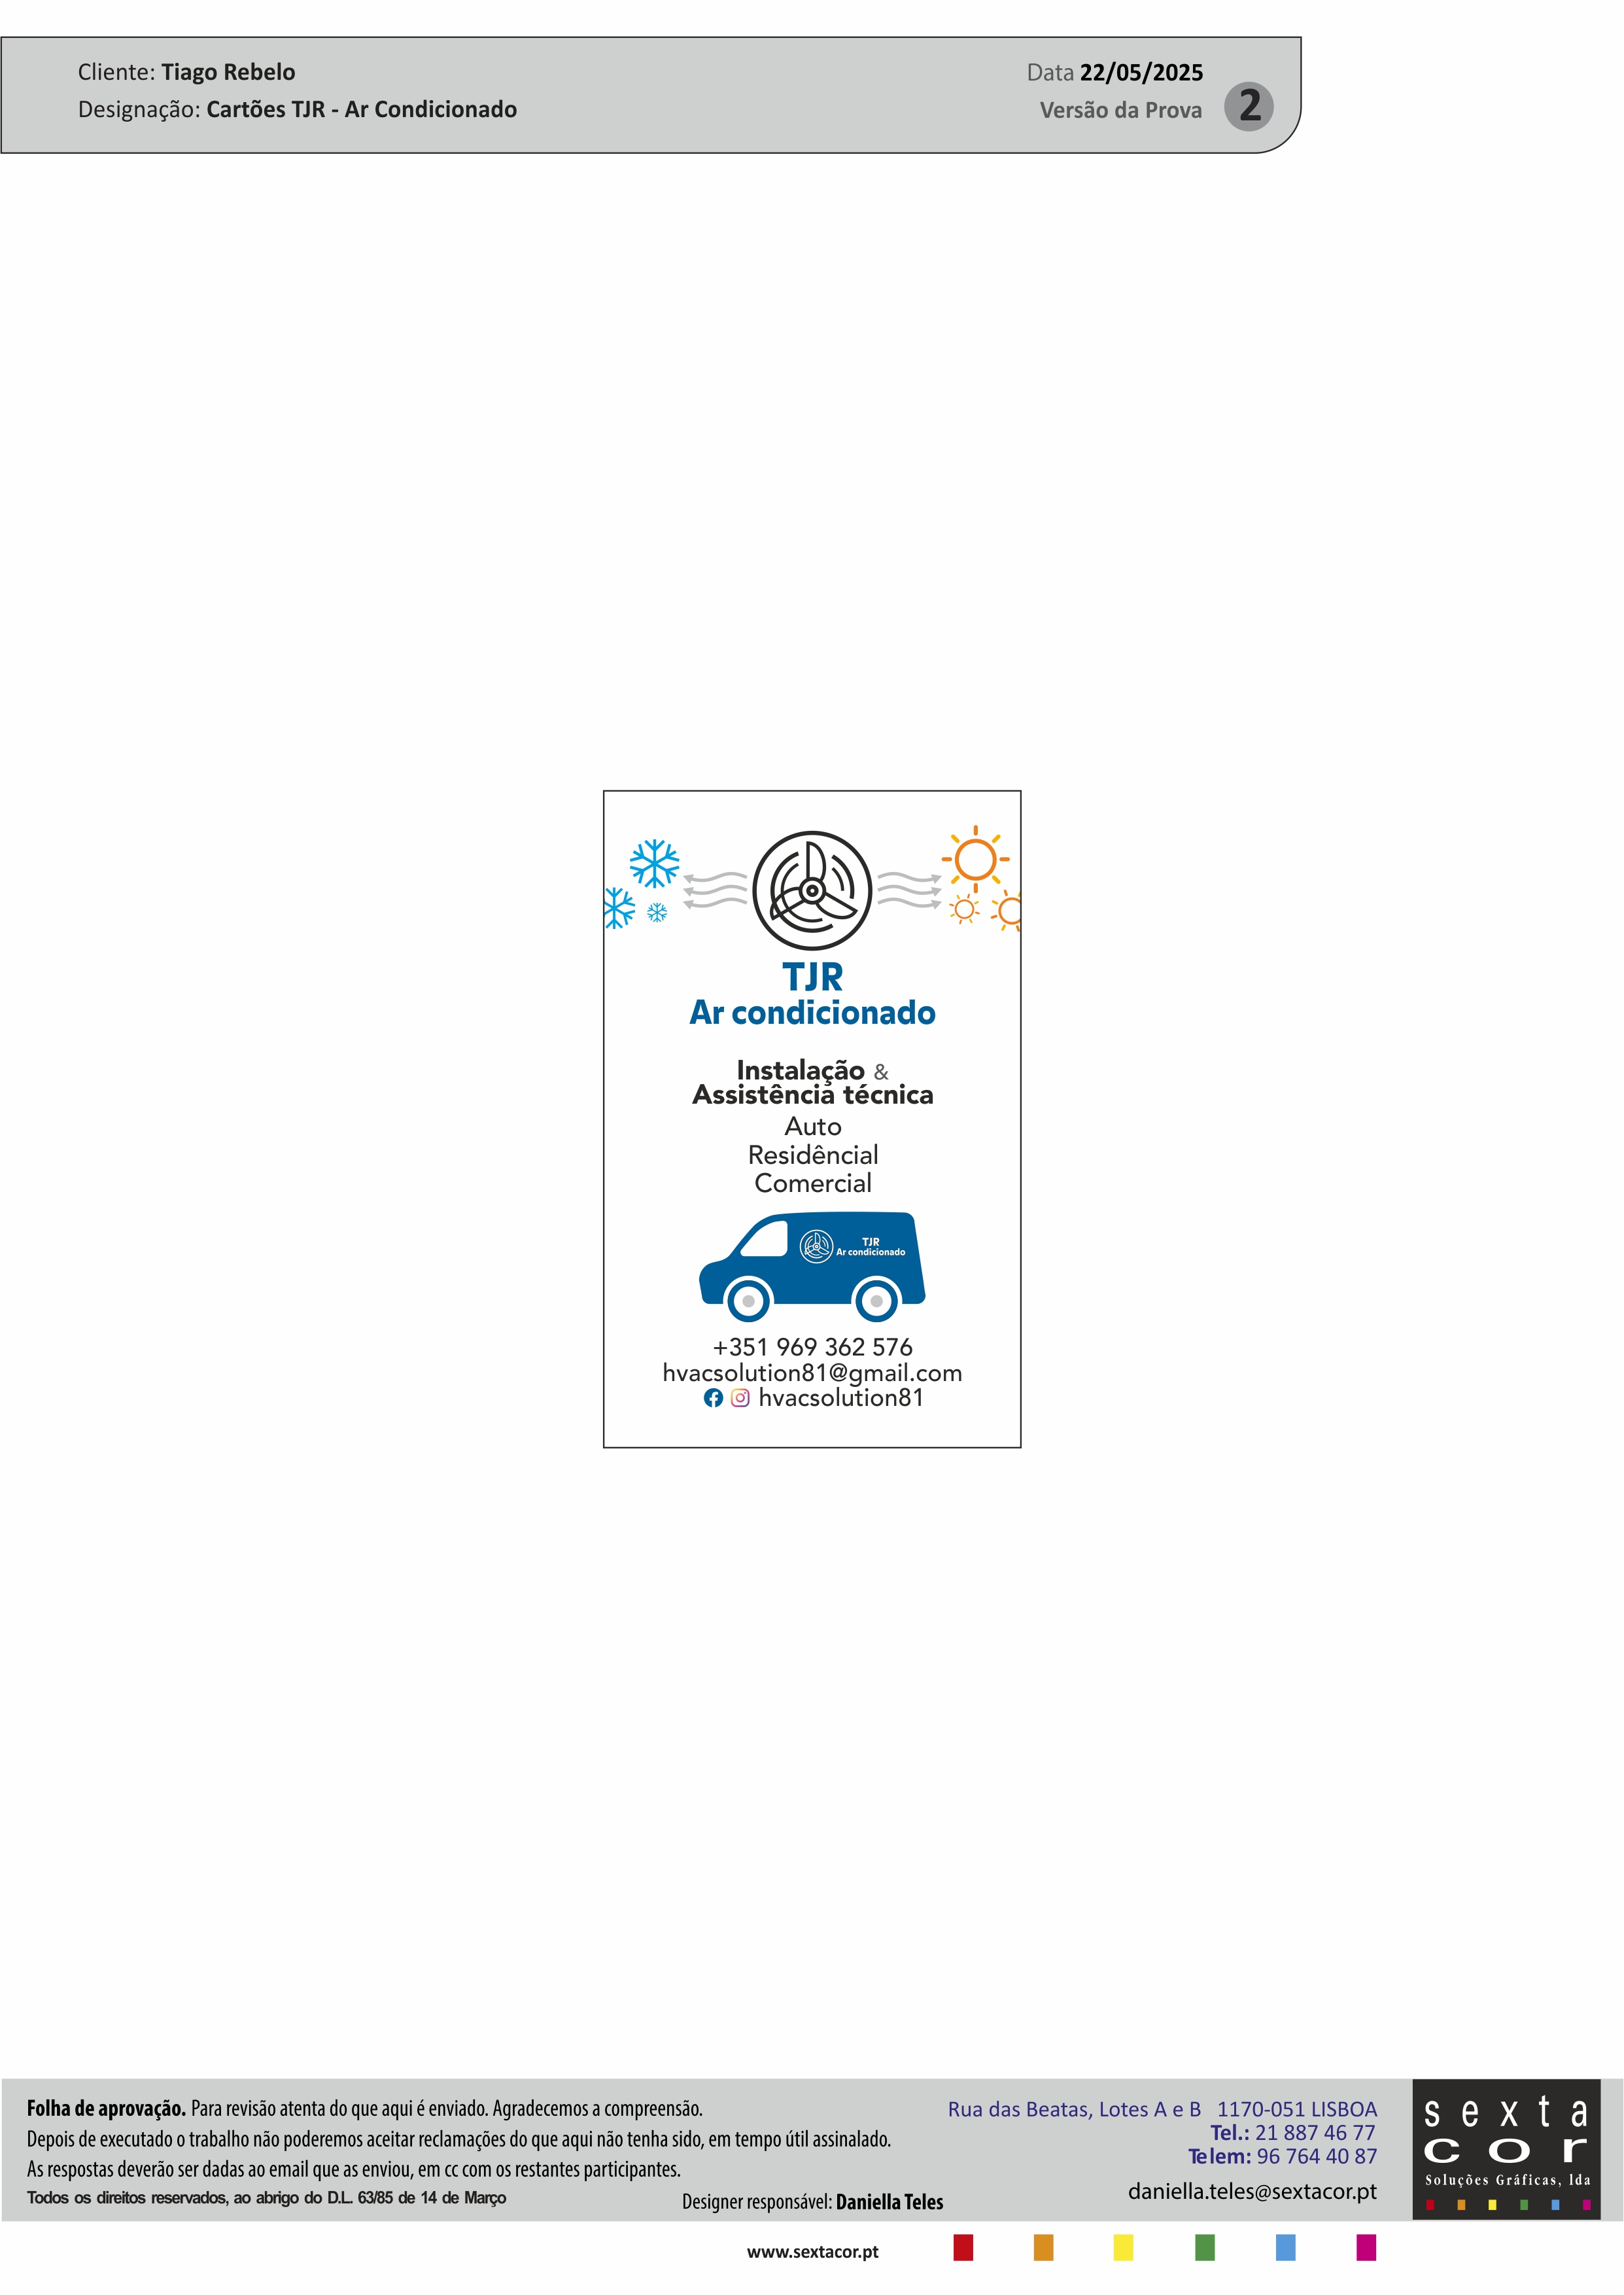 Cliente: Tiago Rebelo
Designação: Cartões TJR - Ar Condicionado
Data 22/05/2025
Versão da Prova 2
TJR
Ar condicionado
Instalação &
Assistência técnica
Auto
Residêncial
Comercial
TJR
Ar condicionado
+351 969 362 576
hvacsolution81@gmail.com
hvacsolution81
Folha de aprovação. Para revisão atenta do que aqui é enviado. Agradecemos a compreensão.
Depois de executado o trabalho não poderemos aceitar reclamações do que aqui não tenha sido, em tempo útil assinalado.
As respostas deverão ser dadas ao email que as enviou, em cc com os restantes participantes.
Todos os direitos reservados, ao abrigo do D.L. 63/85 de 14 de Março
Designer responsável: Daniella Teles
Rua das Beatas, Lotes A e B 1170-051 LISBOA
Tel.: 21 887 46 77
Telem: 96 764 40 87
daniella.teles@sextacor.pt
sexta
cor
Soluções Gráficas, lda
www.sextacor.pt